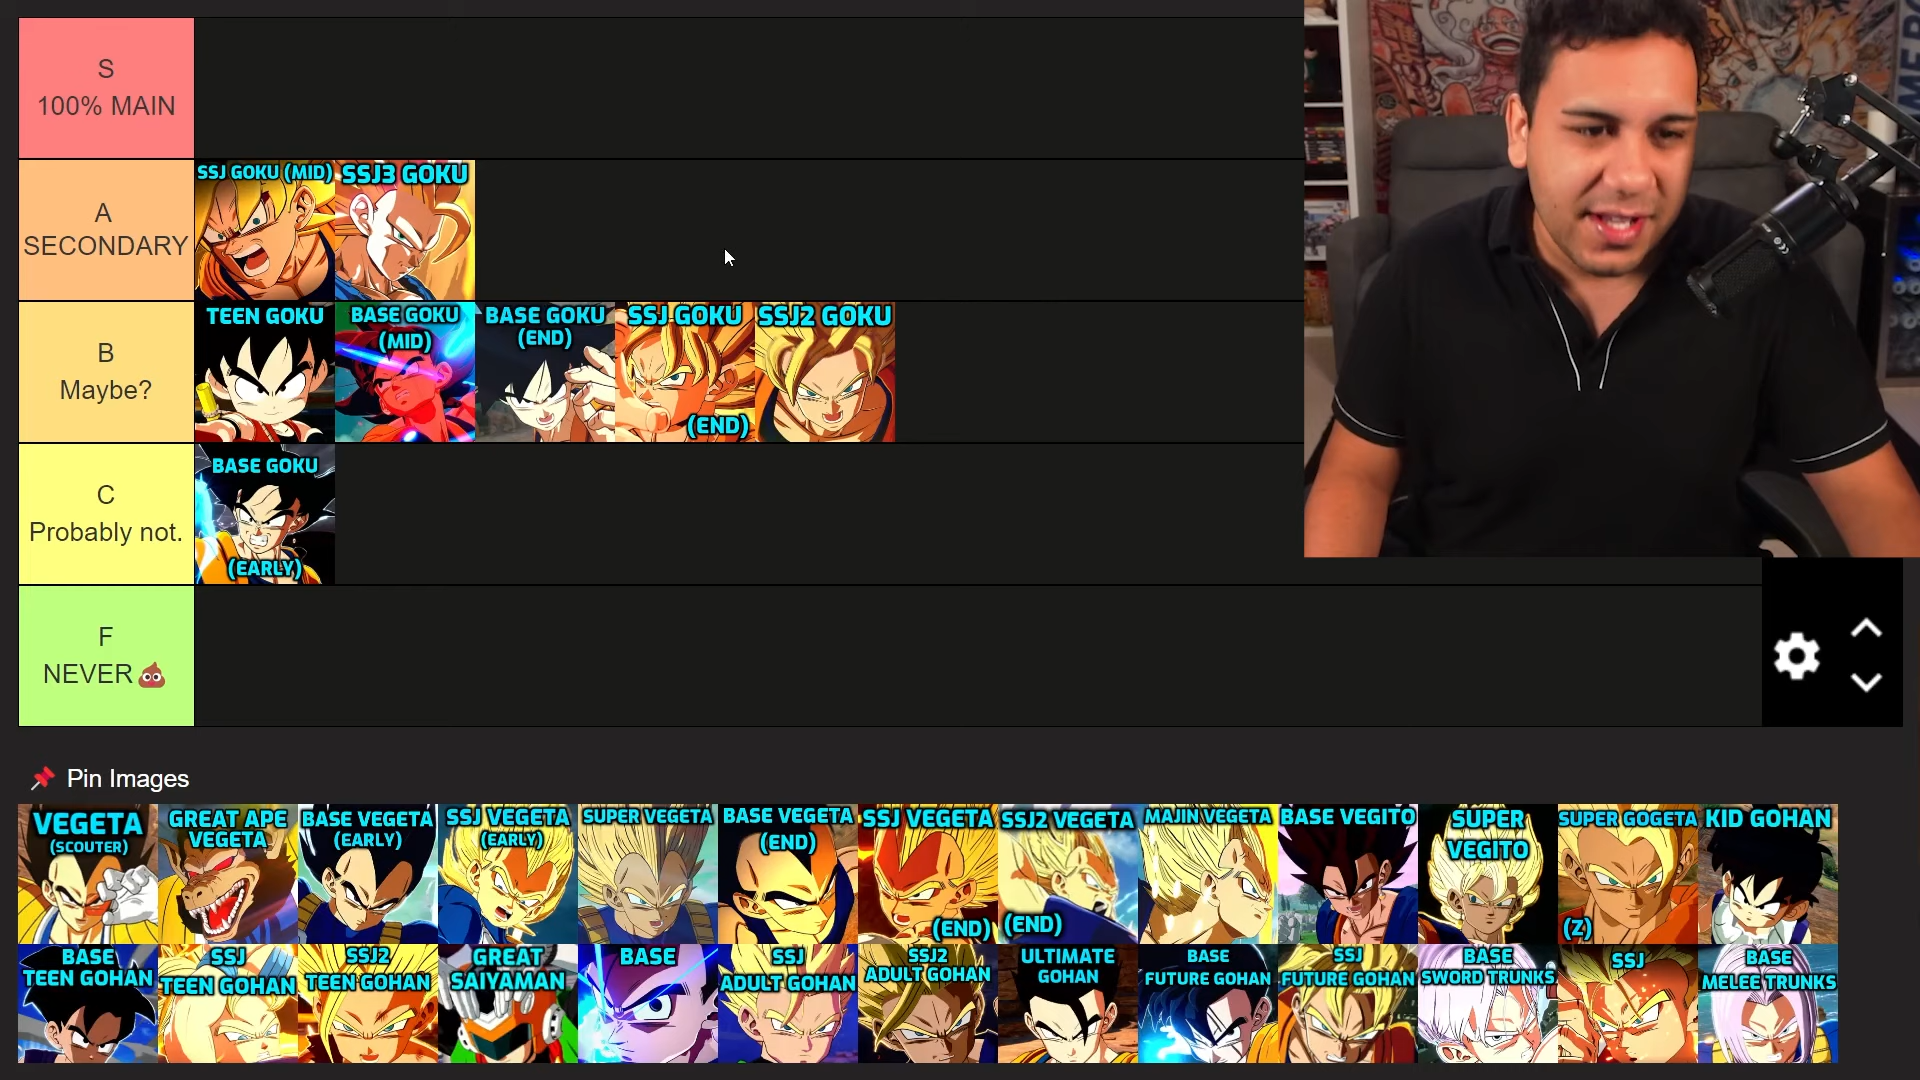 S
100% MAIN
SSJ GOKU (MID)
SSJ3 GOKU
A
SECONDARY
TEEN GOKU
BASE GOKU
(MID)
BASE GOKU
(END)
SSJ GOKU
(END)
SSJ2 GOKU
B
Maybe?
BASE GOKU
(EARLY)
C
Probably not.
F
NEVER💩
📌 Pin Images
VEGETA
(SCOUTER)
GREAT APE
VEGETA
BASE VEGETA
(EARLY)
SSJ VEGETA
(EARLY)
SUPER VEGETA
BASE VEGETA
(END)
SSJ VEGETA
(END)
SSJ2 VEGETA
(END)
MAJIN VEGETA
BASE VEGITO
SUPER
VEGITO
SUPER GOGETA
(Z)
KID GOHAN
BASE
TEEN GOHAN
SSJ
TEEN GOHAN
SSJ2
TEEN GOHAN
GREAT
SAIYAMAN
BASE
SSJ
ADULT GOHAN
SSJ2
ADULT GOHAN
ULTIMATE
GOHAN
BASE
FUTURE GOHAN
SSJ
FUTURE GOHAN
BASE
SWORD TRUNKS
SSJ
BASE
MELEE TRUNKS